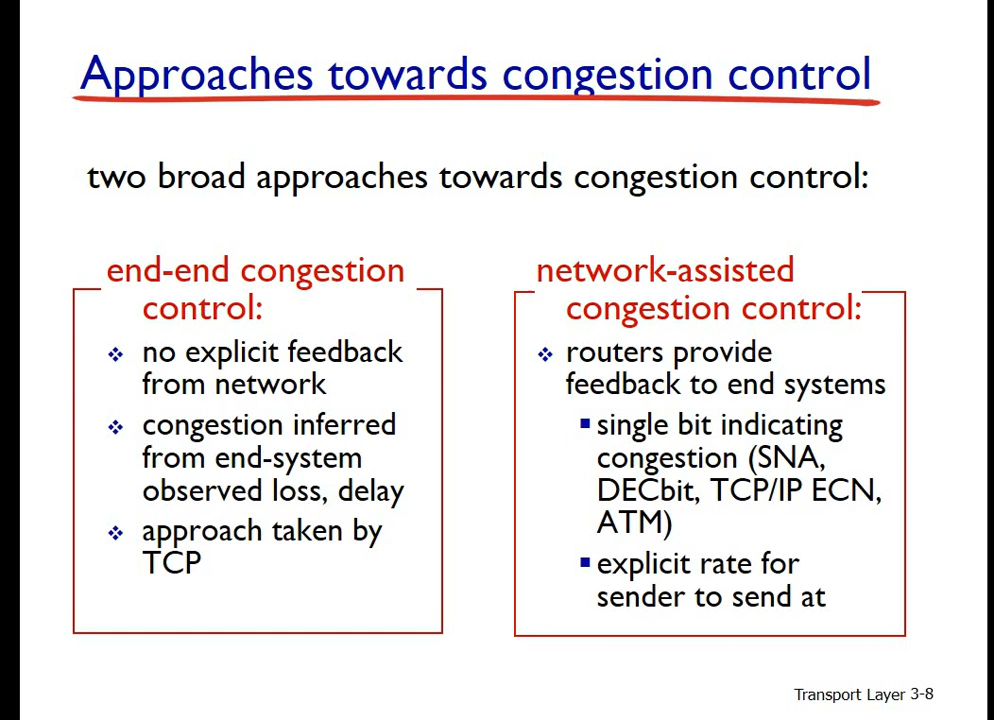 Approaches towards congestion control
two broad approaches towards congestion control:
end-end congestion
control:
no explicit feedback
from network
congestion inferred
from end-system
observed loss, delay
approach taken by
TCP
network-assisted
congestion control:
routers provide
feedback to end systems
single bit indicating
congestion (SNA,
DECbit, TCP/IP ECN,
ATM)
explicit rate for
sender to send at
Transport Layer 3-8